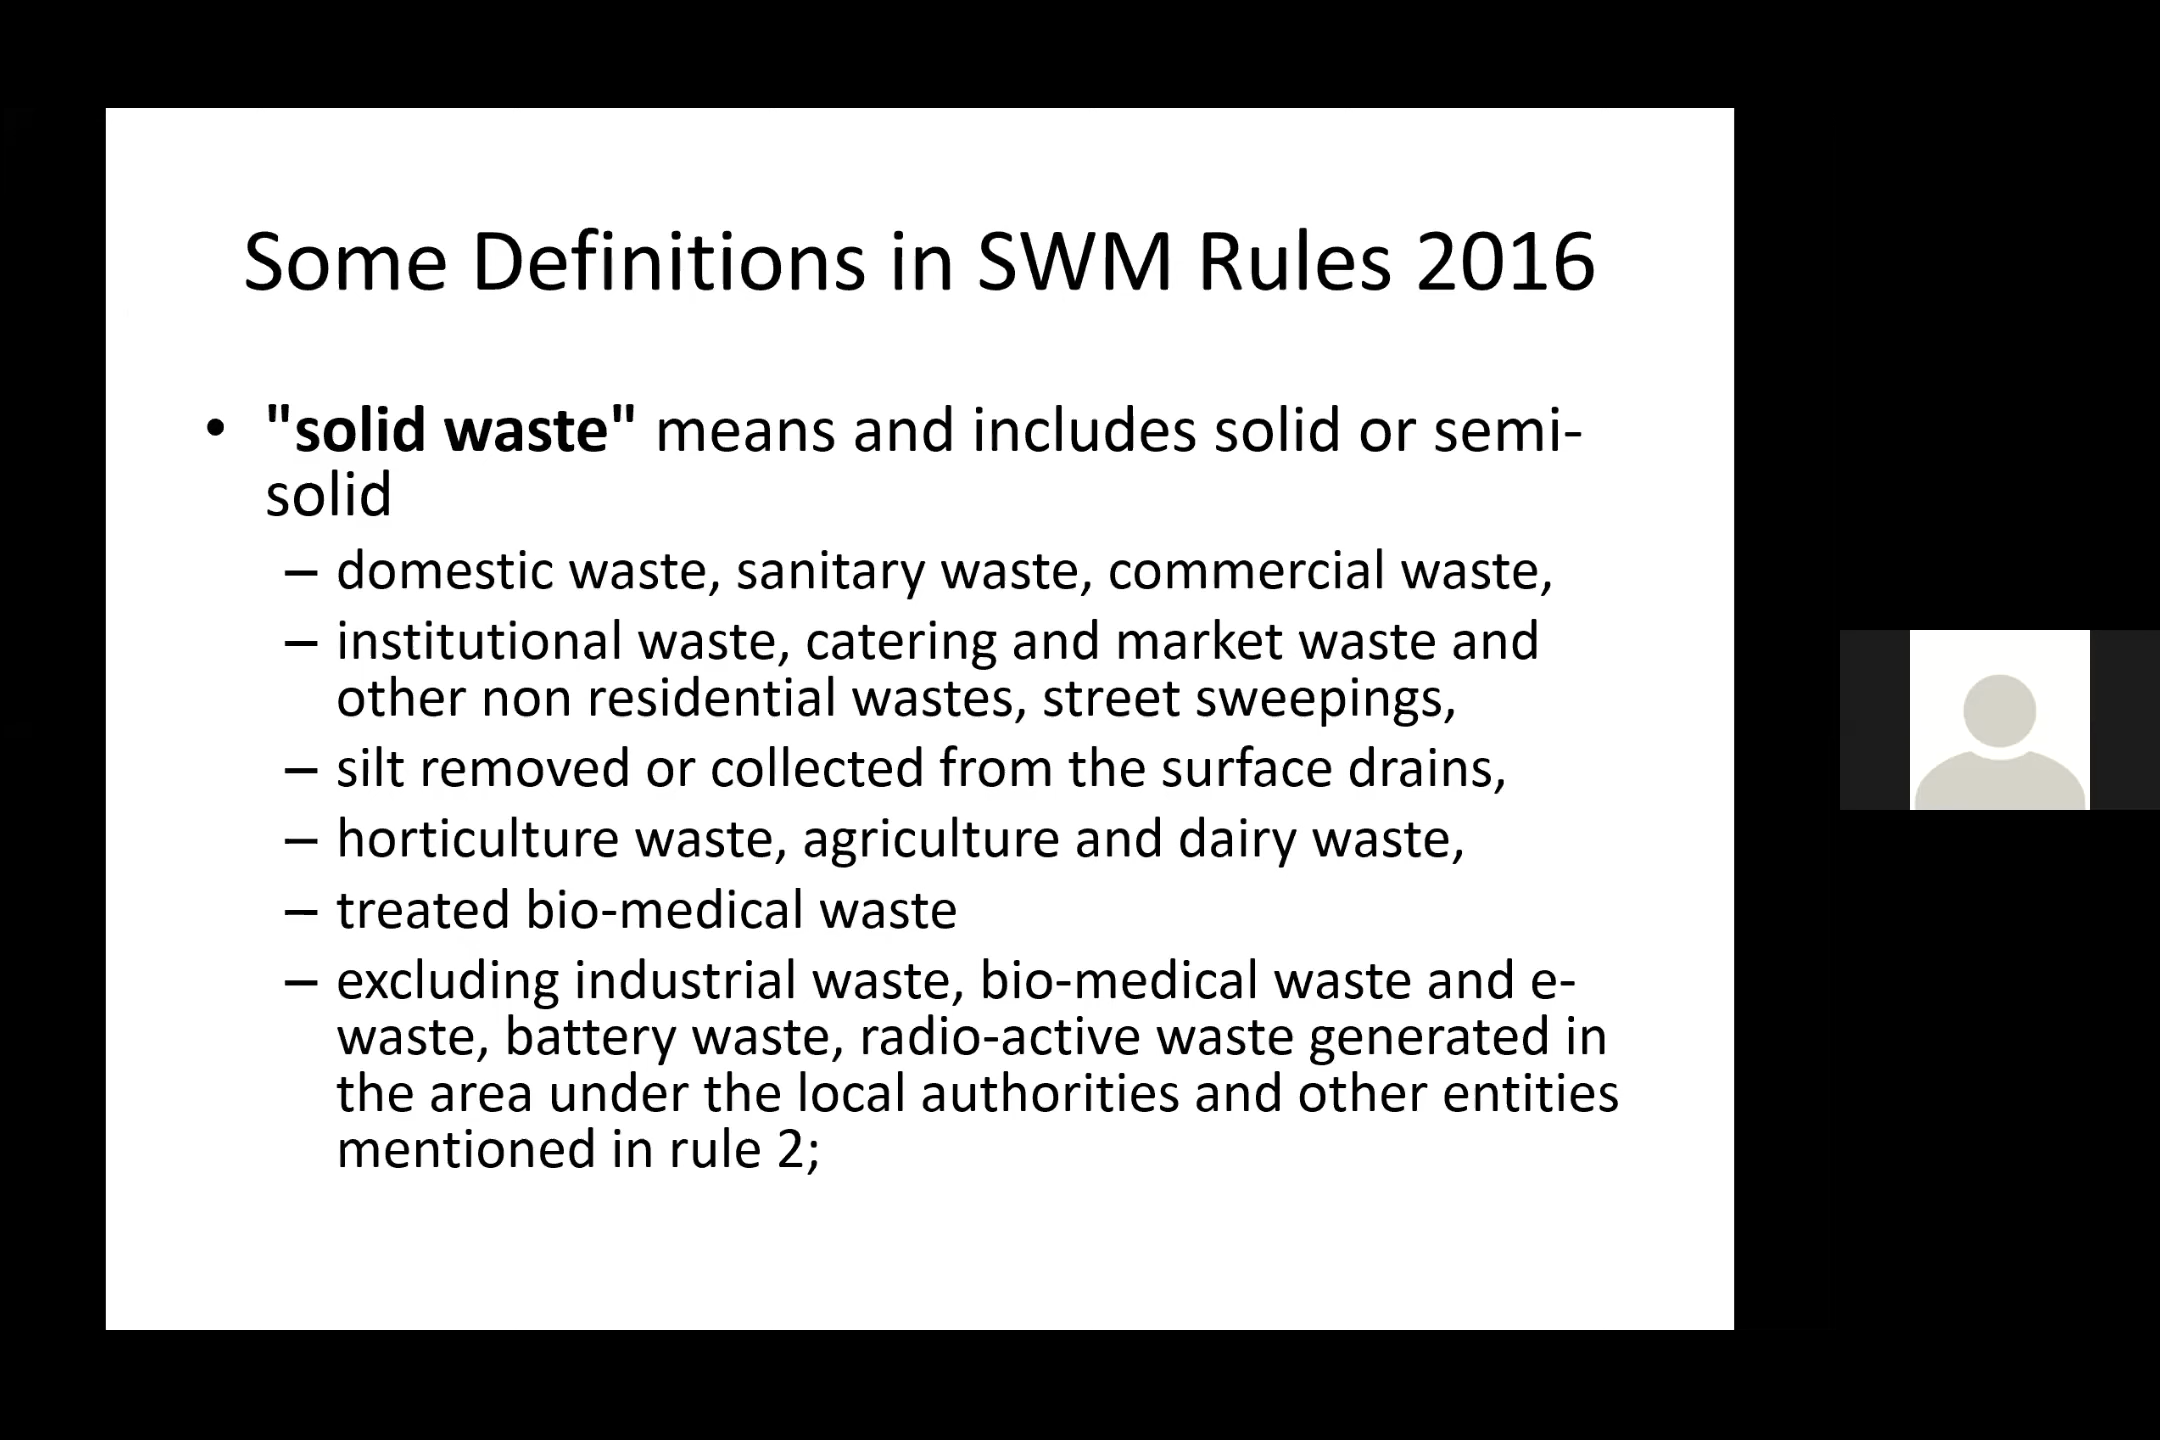 Some Definitions in SWM Rules 2016
• "solid waste" means and includes solid or semi-
solid
– domestic waste, sanitary waste, commercial waste,
– institutional waste, catering and market waste and
other non residential wastes, street sweepings,
– silt removed or collected from the surface drains,
– horticulture waste, agriculture and dairy waste,
– treated bio-medical waste
– excluding industrial waste, bio-medical waste and e-
waste, battery waste, radio-active waste generated in
the area under the local authorities and other entities
mentioned in rule 2;